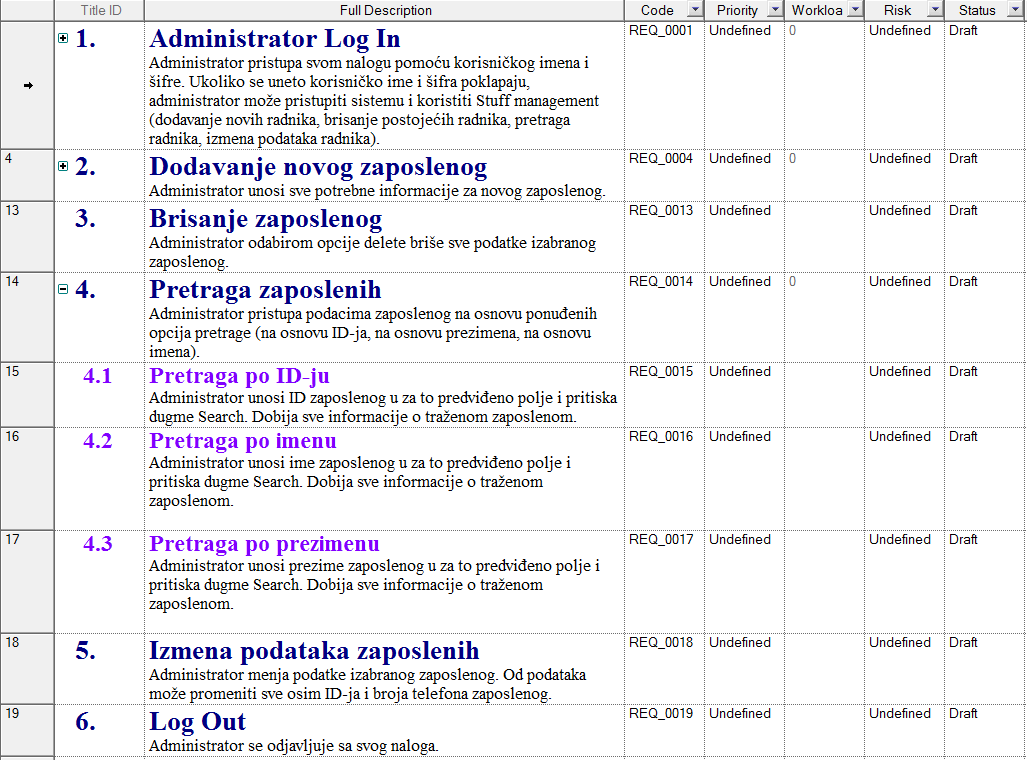 Title ID Full Description Code Priority Workloa Risk Status
1. Administrator Log In REQ_0001 Undefined 0 Undefined Draft
Administrator pristupa svom nalogu pomoću korisničkog imena i
šifre. Ukoliko se uneto korisničko ime i šifra poklapaju,
administrator može pristupiti sistemu i koristiti Stuff management
(dodavanje novih radnika, brisanje postojećih radnika, pretraga
radnika, izmena podataka radnika).
4 2. Dodavanje novog zaposlenog REQ_0004 Undefined 0 Undefined Draft
Administrator unosi sve potrebne informacije za novog zaposlenog.
13 3. Brisanje zaposlenog REQ_0013 Undefined Undefined Draft
Administrator odabirom opcije delete briše sve podatke izabranog
zaposlenog.
14 4. Pretraga zaposlenih REQ_0014 Undefined 0 Undefined Draft
Administrator pristupa podacima zaposlenog na osnovu ponuđenih
opcija pretrage (na osnovu ID-ja, na osnovu prezimena, na osnovu
imena).
15 4.1 Pretraga po ID-ju REQ_0015 Undefined Undefined Draft
Administrator unosi ID zaposlenog u za to predviđeno polje i pritiska
dugme Search. Dobija sve informacije o traženom zaposlenom.
16 4.2 Pretraga po imenu REQ_0016 Undefined Undefined Draft
Administrator unosi ime zaposlenog u za to predviđeno polje i
pritiska dugme Search. Dobija sve informacije o traženom
zaposlenom.
17 4.3 Pretraga po prezimenu REQ_0017 Undefined Undefined Draft
Administrator unosi prezime zaposlenog u za to predviđeno polje i
pritiska dugme Search. Dobija sve informacije o traženom
zaposlenom.
18 5. Izmena podataka zaposlenih REQ_0018 Undefined Undefined Draft
Administrator menja podatke izabranog zaposlenog. Od podataka
može promeniti sve osim ID-ja i broja telefona zaposlenog.
19 6. Log Out REQ_0019 Undefined Undefined Draft
Administrator se odjavljuje sa svog naloga.